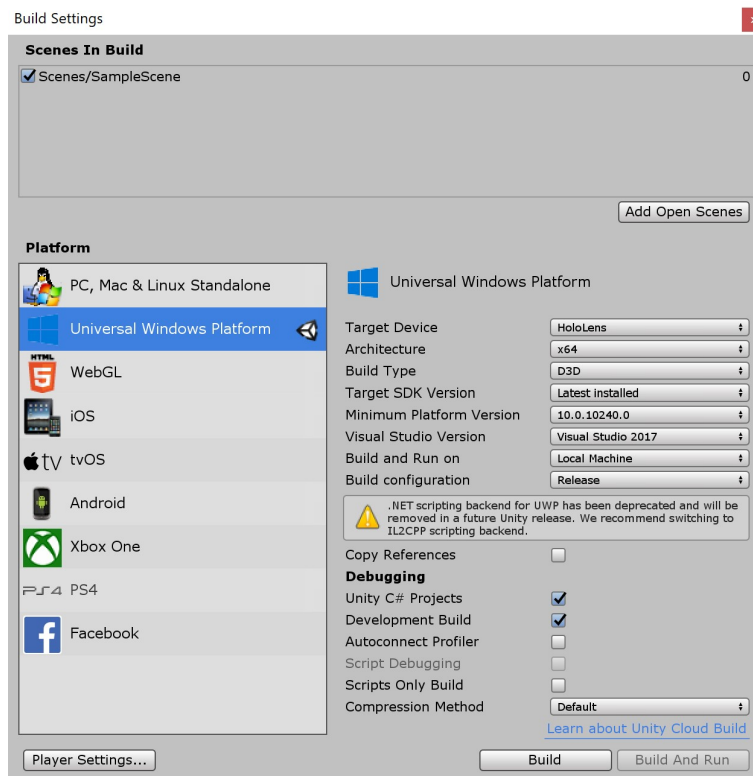 Build Settings
Scenes In Build
Scenes/SampleScene 0
Add Open Scenes
Platform
PC, Mac & Linux Standalone
Universal Windows Platform
HTML
5
WebGL
iOS
tv tvOS
Android
Xbox One
PS4 PS4
f Facebook
Universal Windows Platform
Target Device HoloLens
Architecture x64
Build Type D3D
Target SDK Version Latest installed
Minimum Platform Version 10.0.10240.0
Visual Studio Version Visual Studio 2017
Build and Run on Local Machine
Build configuration Release
.NET scripting backend for UWP has been deprecated and will be
removed in a future Unity release. We recommend switching to
IL2CPP scripting backend.
Copy References
Debugging
Unity C# Projects
Development Build
Autoconnect Profiler
Script Debugging
Scripts Only Build
Compression Method Default
Learn about Unity Cloud Build
Player Settings...
Build
Build And Run